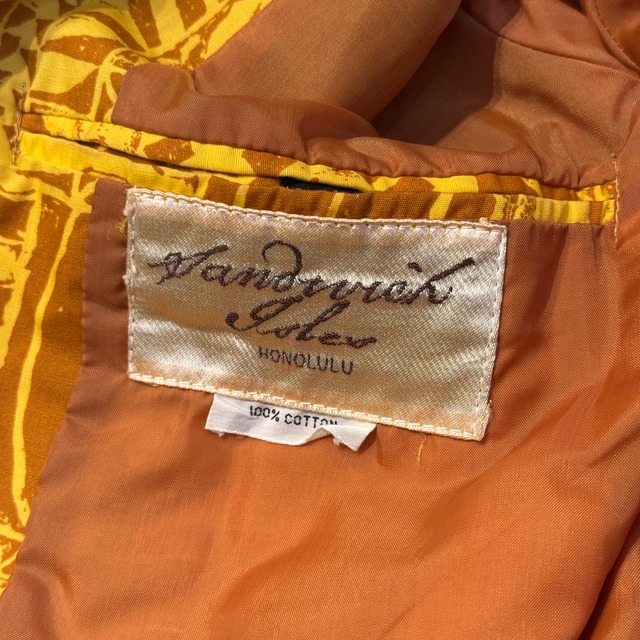 Sandwich
Isles
HONOLULU
100% COTTON